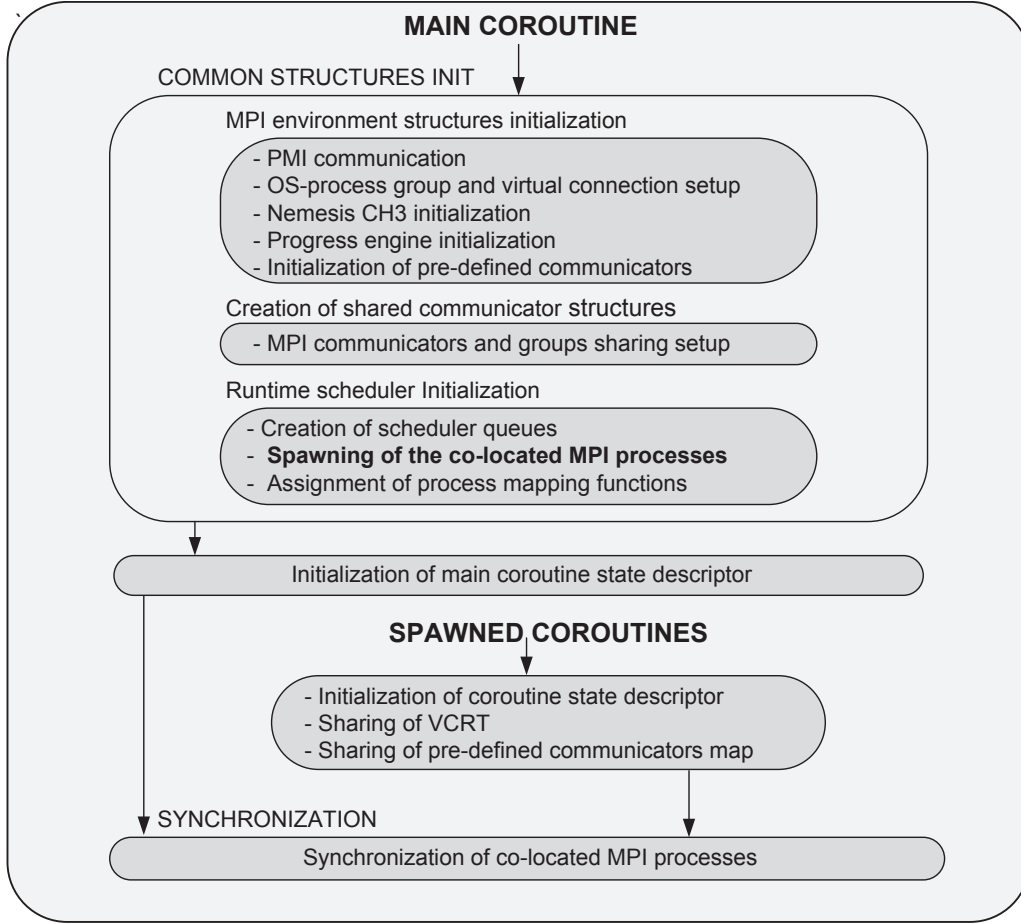 MAIN COROUTINE
COMMON STRUCTURES INIT
MPI environment structures initialization
- PMI communication
- OS-process group and virtual connection setup
- Nemesis CH3 initialization
- Progress engine initialization
- Initialization of pre-defined communicators
Creation of shared communicator structures
- MPI communicators and groups sharing setup
Runtime scheduler Initialization
- Creation of scheduler queues
- Spawning of the co-located MPI processes
- Assignment of process mapping functions
Initialization of main coroutine state descriptor
SPAWNED COROUTINES
- Initialization of coroutine state descriptor
- Sharing of VCRT
- Sharing of pre-defined communicators map
SYNCHRONIZATION
Synchronization of co-located MPI processes